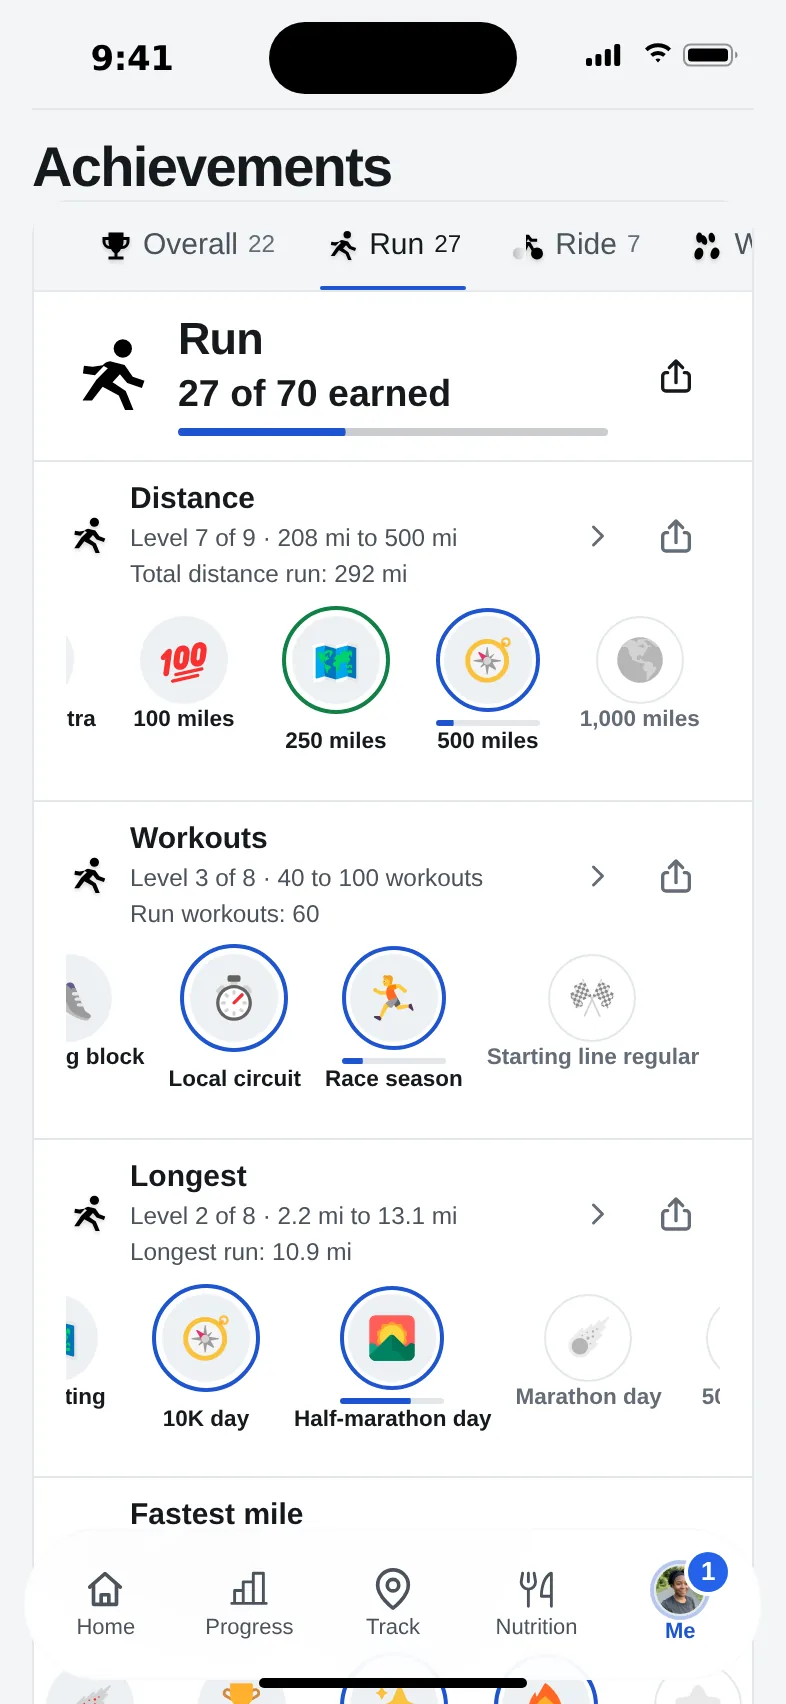 9:41
Achievements
Overall 22
Run 27
Ride 7
W
Run
27 of 70 earned
Distance
Level 7 of 9 · 208 mi to 500 mi
Total distance run: 292 mi
tra
100 miles
250 miles
500 miles
1,000 miles
Workouts
Level 3 of 8 · 40 to 100 workouts
Run workouts: 60
g block
Local circuit
Race season
Starting line regular
Longest
Level 2 of 8 · 2.2 mi to 13.1 mi
Longest run: 10.9 mi
ting
10K day
Half-marathon day
Marathon day
50
Fastest mile
Home
Progress
Track
Nutrition
1
Me